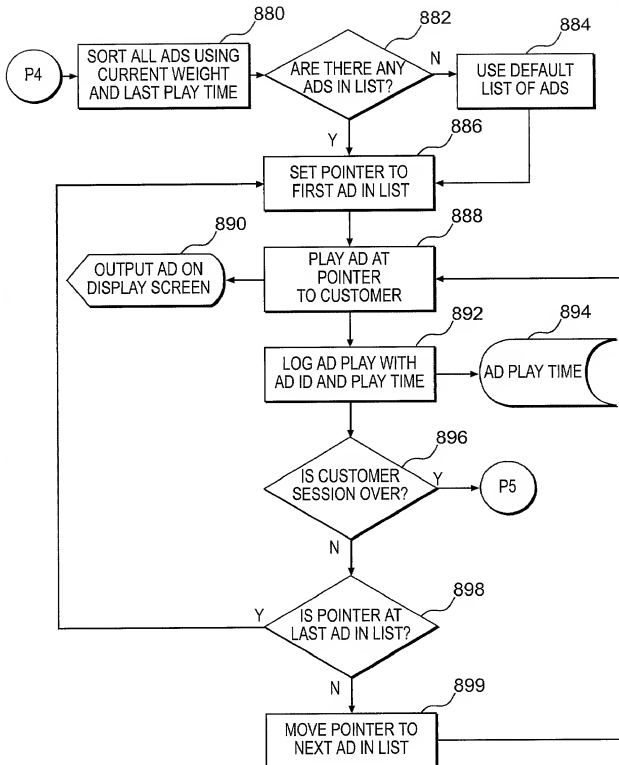 880
882
884
P4
SORT ALL ADS USING
CURRENT WEIGHT
AND LAST PLAY TIME
ARE THERE ANY
ADS IN LIST?
N
USE DEFAULT
LIST OF ADS
Y
886
SET POINTER TO
FIRST AD IN LIST
890
888
OUTPUT AD ON
DISPLAY SCREEN
PLAY AD AT
POINTER
TO CUSTOMER
892
894
LOG AD PLAY WITH
AD ID AND PLAY TIME
AD PLAY TIME
896
IS CUSTOMER
SESSION OVER?
Y
P5
N
898
Y
IS POINTER AT
LAST AD IN LIST?
N
899
MOVE POINTER TO
NEXT AD IN LIST